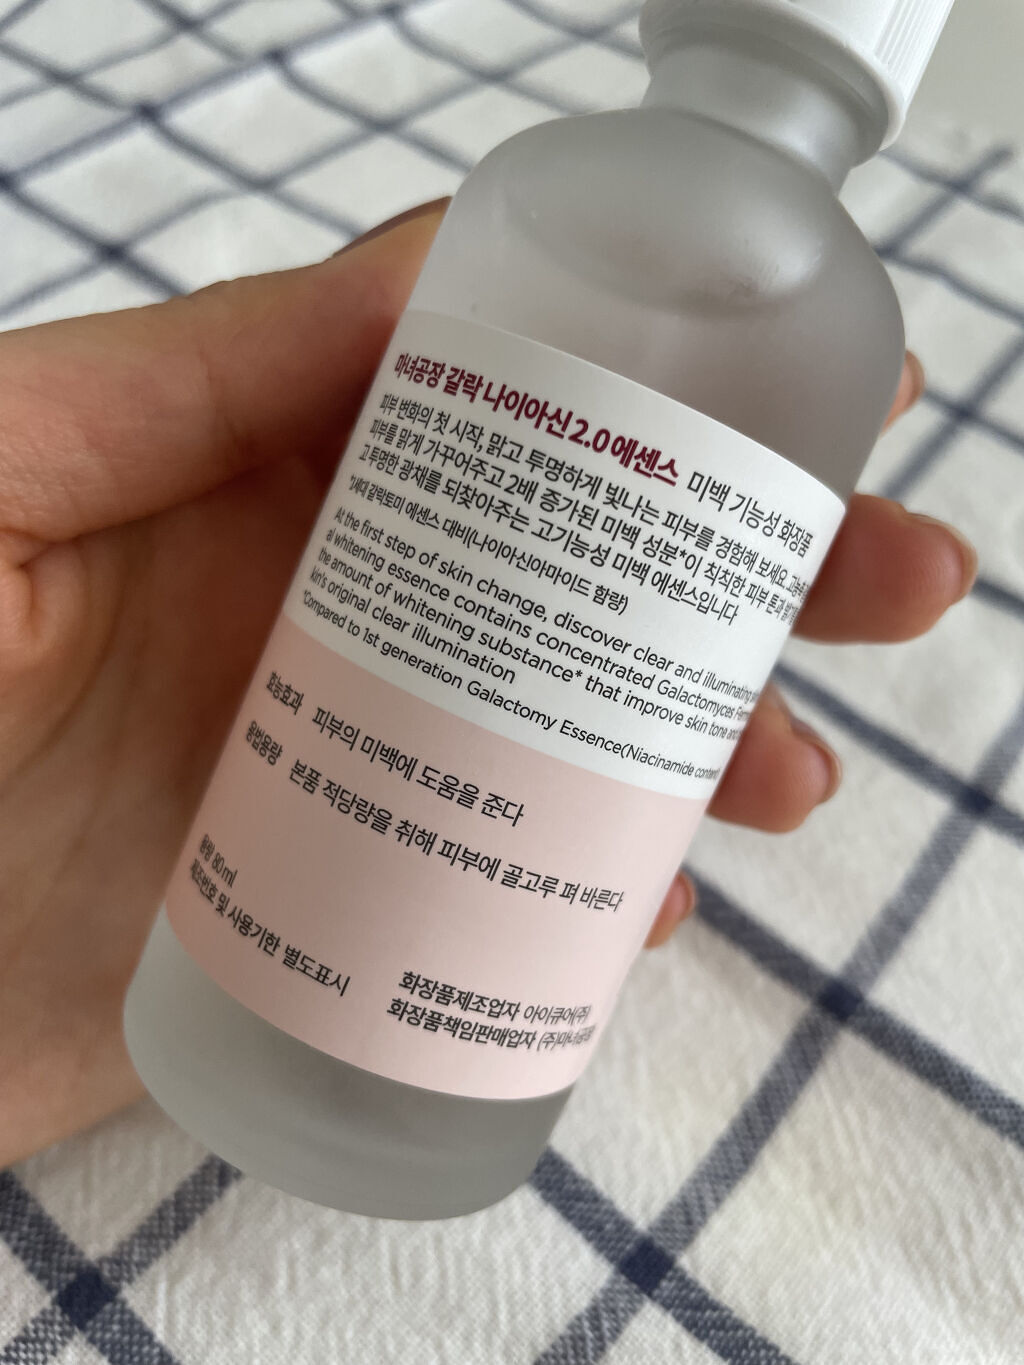 마녀공장 갈락 나이아신 2.0 에센스 미백 기능성 화장품
피부 변화의 첫 시작, 맑고 투명하게 빛나는 피부를 경험해 보세요. 고농축
피부를 맑게 가꾸어주고 2배 증가된 미백 성분*이 칙칙한 피부 톤과
고 투명한 광채를 되찾아주는 고기능성 미백 에센스입니다
*1세대 갈락토미 에센스 대비(나이아신아마이드 함량)
At the first step of skin change, discover clear and illuminating
al whitening essence contains concentrated Galactomyces
the amount of whitening substance* that improve skin tone and
kin's original clear illumination
*Compared to 1st generation Galactomy Essence(Niacinamide content)
효능효과 피부의 미백에 도움을 준다
용법용량 본품 적당량을 취해 피부에 골고루 펴 바른다
용량 80ml
제조번호 및 사용기한 별도표시
화장품제조업자 아이큐어(주)
화장품책임판매업자 (주)마녀공장